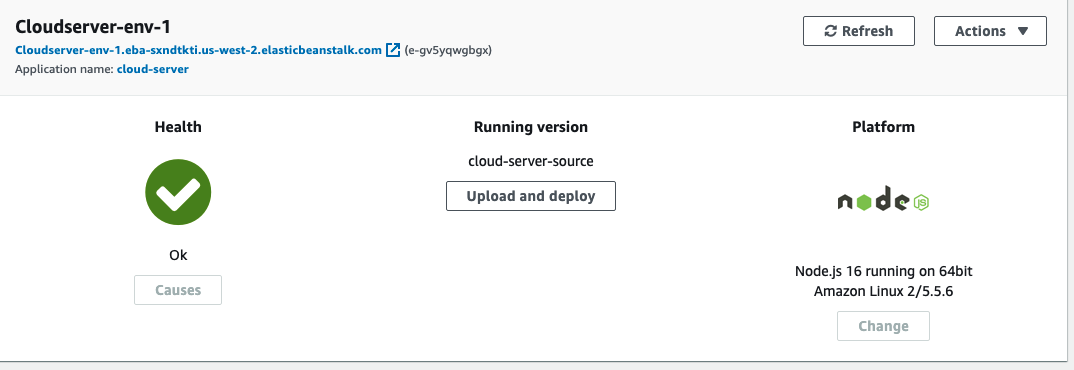 Cloudserver-env-1
Cloudserver-env-1.eba-sxndtkti.us-west-2.elasticbeanstalk.com (e-gv5yqwgbgx)
Application name: cloud-server
Refresh
Actions
Health
Ok
Causes
Running version
cloud-server-source
Upload and deploy
Platform
node
JS
Node.js 16 running on 64bit
Amazon Linux 2/5.5.6
Change